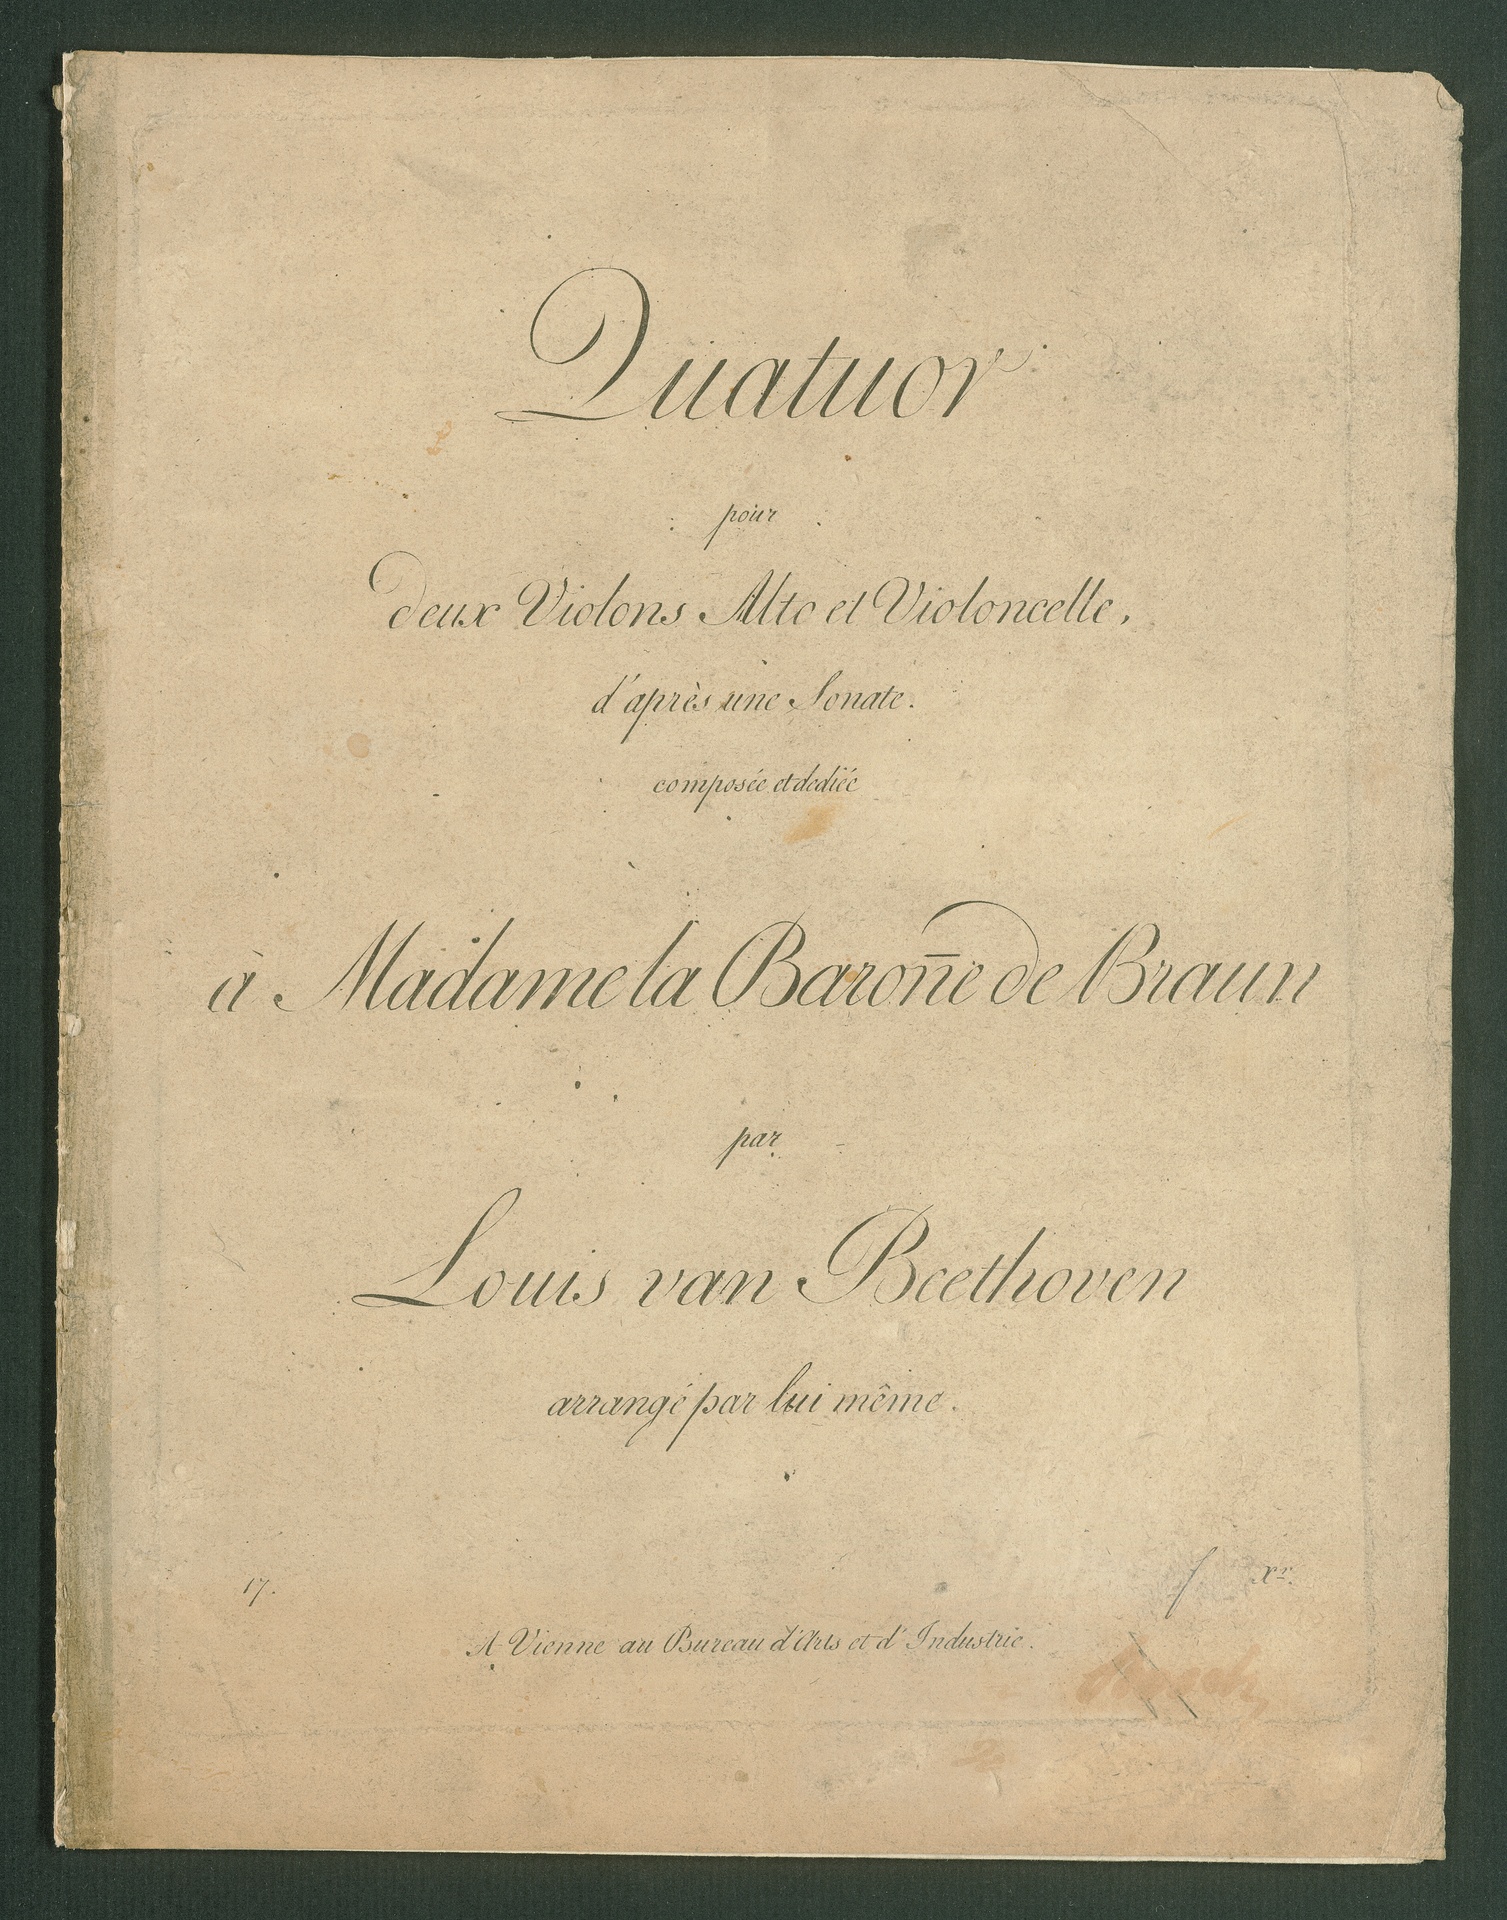 Quatuor
pour
deux Violons Alto et Violoncelle,
d'après une Sonate.
composée et dediée
à Madame la Baron̄e de Braun
par
Louis van Beethoven
arrangé par lui même.
17. f Xr.
A Vienne au Bureau d'Arts et d'Industrie.